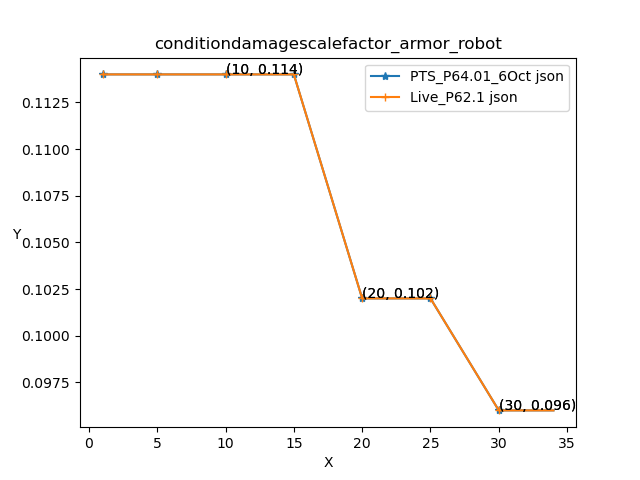 conditiondamagescalefactor_armor_robot
PTS_P64.01_6Oct json
Live_P62.1 json
(10, 0.114)
(20, 0.102)
(30, 0.096)
Y
0.1125
0.1100
0.1075
0.1050
0.1025
0.1000
0.0975
0 5 10 15 20 25 30 35
X